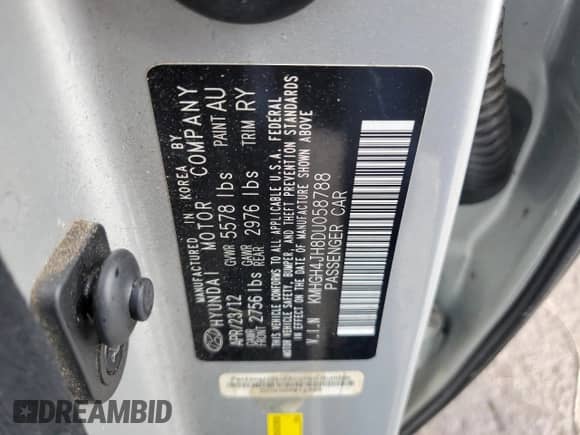 MANUFACTURED IN KOREA BY
HYUNDAI MOTOR COMPANY
APR/23/12 GVWR 5578 lbs PAINT AU
GAWR FRONT 2756 lbs GAWR REAR 2976 lbs TRIM RY
THIS VEHICLE CONFORMS TO ALL APPLICABLE U.S.A. FEDERAL
MOTOR VEHICLE SAFETY, BUMPER, AND THEFT PREVENTION STANDARDS
IN EFFECT ON THE DATE OF MANUFACTURE SHOWN ABOVE
V.I.N KMHGH4JH8DU058788
PASSENGER CAR
DREAMBID